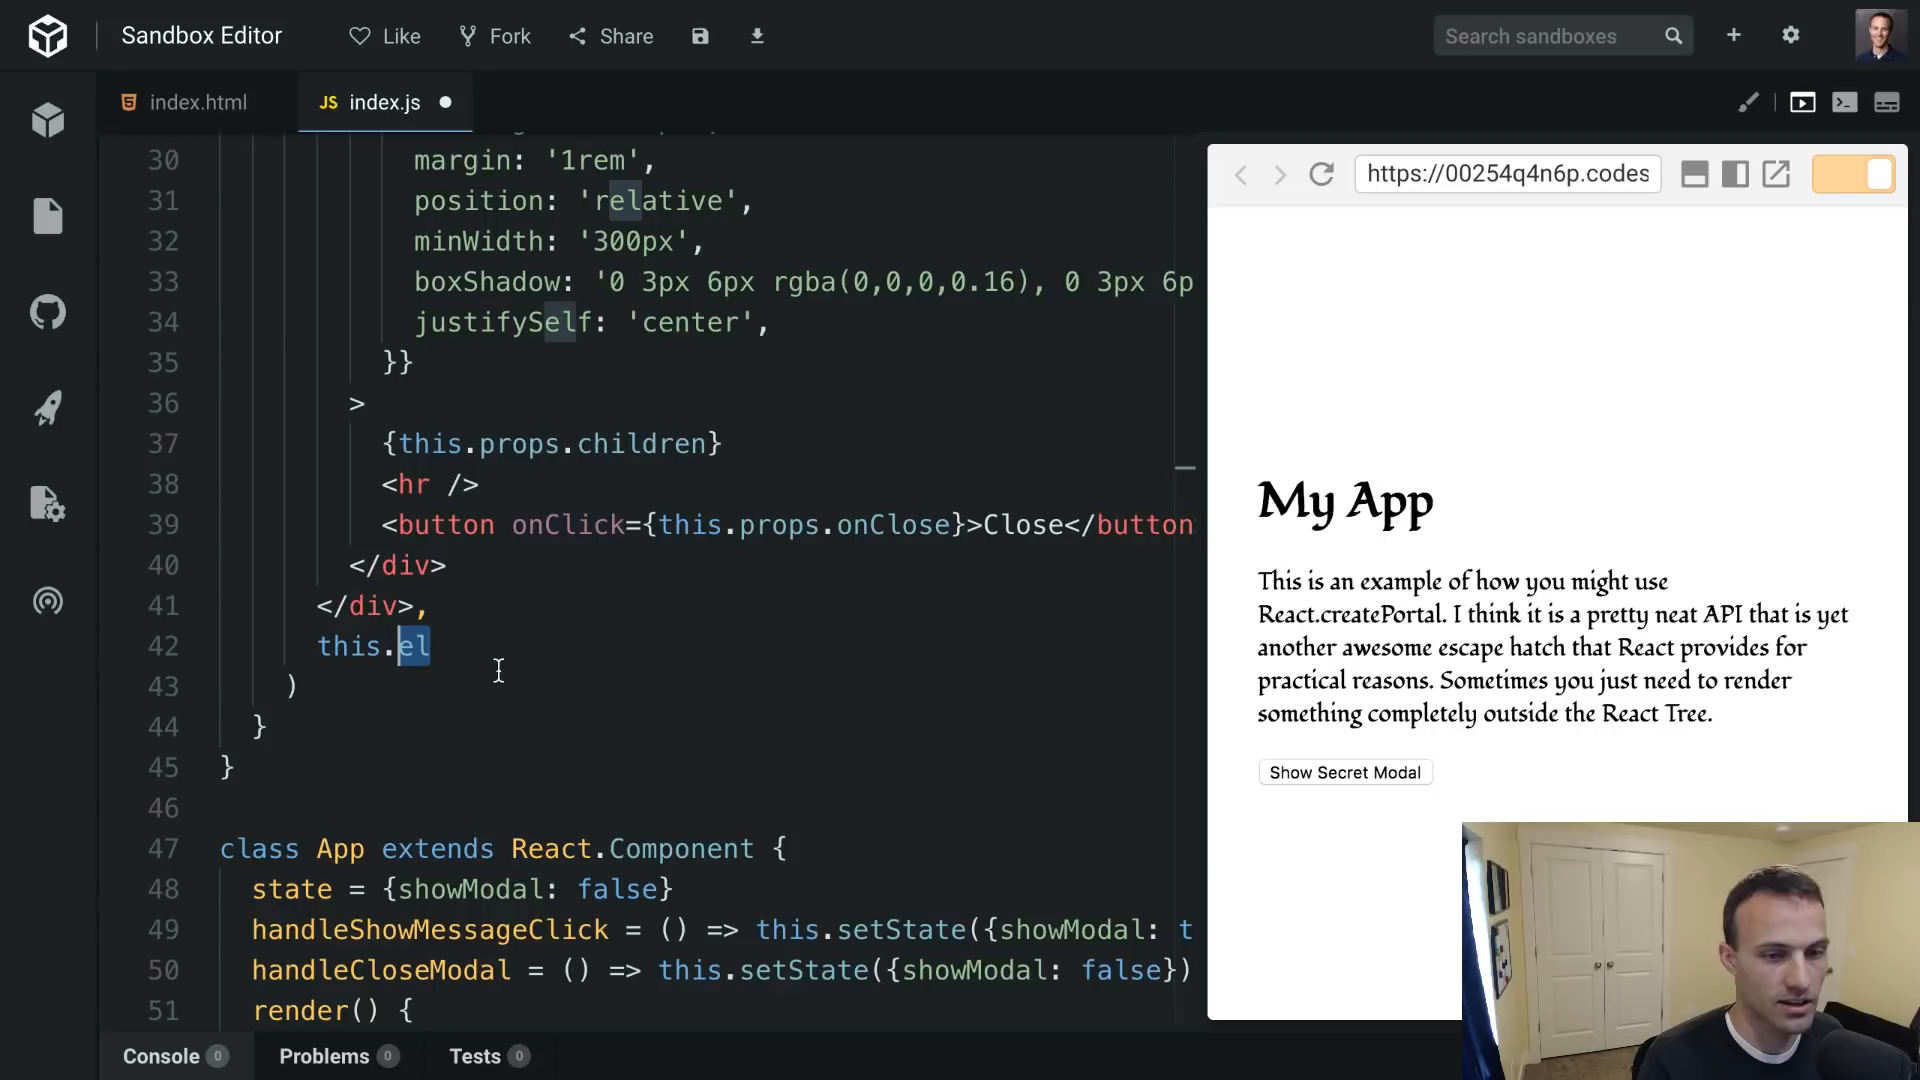 Sandbox Editor
Like
Fork
Share
Search sandboxes
index.html
JS index.js
30 margin: '1rem',
31 position: 'relative',
32 minWidth: '300px',
33 boxShadow: '0 3px 6px rgba(0,0,0,0.16), 0 3px 6p
34 justifySelf: 'center',
35 }}
36 >
37 {this.props.children}
38 <hr />
39 <button onClick={this.props.onClose}>Close</button
40 </div>
41 </div>,
42 this.el
43 )
44 }
45 }
46
47 class App extends React.Component {
48 state = {showModal: false}
49 handleShowMessageClick = () => this.setState({showModal: t
50 handleCloseModal = () => this.setState({showModal: false})
51 render() {
https://00254q4n6p.codes
My App
This is an example of how you might use
React.createPortal. I think it is a pretty neat API that is yet
another awesome escape hatch that React provides for
practical reasons. Sometimes you just need to render
something completely outside the React Tree.
Show Secret Modal
Console 0
Problems 0
Tests 0